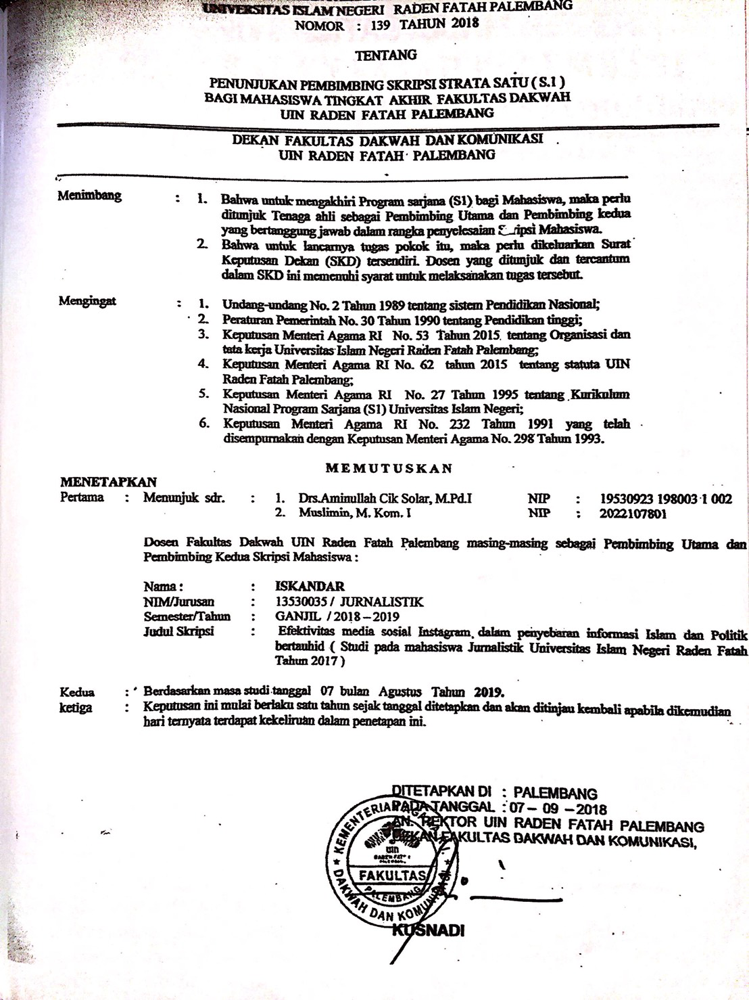 UNIVERSITAS ISLAM NEGERI RADEN FATAH PALEMBANG
NOMOR : 139 TAHUN 2018
TENTANG
PENUNJUKAN PEMBIMBING SKRIPSI STRATA SATU ( S.1 )
BAGI MAHASISWA TINGKAT AKHIR FAKULTAS DAKWAH
UIN RADEN FATAH PALEMBANG
DEKAN FAKULTAS DAKWAH DAN KOMUNIKASI
UIN RADEN FATAH PALEMBANG
Menimbang : 1. Bahwa untuk mengakhiri Program sarjana (S1) bagi Mahasiswa, maka perlu
ditunjuk Tenaga ahli sebagai Pembimbing Utama dan Pembimbing kedua
yang bertanggung jawab dalam rangka penyelesaian Skripsi Mahasiswa.
2. Bahwa untuk lancarnya tugas pokok itu, maka perlu dikeluarkan Surat
Keputusan Dekan (SKD) tersendiri. Dosen yang ditunjuk dan tercantum
dalam SKD ini memenuhi syarat untuk melaksanakan tugas tersebut.
Mengingat : 1. Undang-undang No. 2 Tahun 1989 tentang sistem Pendidikan Nasional;
2. Peraturan Pemerintah No. 30 Tahun 1990 tentang Pendidikan tinggi;
3. Keputusan Menteri Agama RI No. 53 Tahun 2015 tentang Organisasi dan
tata kerja Universitas Islam Negeri Raden Fatah Palembang;
4. Keputusan Menteri Agama RI No. 62 tahun 2015 tentang statuta UIN
Raden Fatah Palembang;
5. Keputusan Menteri Agama RI No. 27 Tahun 1995 tentang Kurikulum
Nasional Program Sarjana (S1) Universitas Islam Negeri;
6. Keputusan Menteri Agama RI No. 232 Tahun 1991 yang telah
disempurnakan dengan Keputusan Menteri Agama No. 298 Tahun 1993.
MEMUTUSKAN
MENETAPKAN
Pertama : Menunjuk sdr. : 1. Drs.Aminullah Cik Solar, M.Pd.I NIP : 19530923 198003 1 002
2. Muslimin, M. Kom. I NIP : 2022107801
Dosen Fakultas Dakwah UIN Raden Fatah Palembang masing-masing sebagai Pembimbing Utama dan
Pembimbing Kedua Skripsi Mahasiswa :
Nama : : ISKANDAR
NIM/Jurusan : 13530035 / JURNALISTIK
Semester/Tahun : GANJIL / 2018 – 2019
Judul Skripsi : Efektivitas media sosial Instagram dalam penyebaran informasi Islam dan Politik
bertauhid ( Studi pada mahasiswa Jurnalistik Universitas Islam Negeri Raden Fatah
Tahun 2017 )
Kedua : Berdasarkan masa studi tanggal 07 bulan Agustus Tahun 2019.
ketiga : Keputusan ini mulai berlaku satu tahun sejak tanggal ditetapkan dan akan ditinjau kembali apabila dikemudian
hari ternyata terdapat kekeliruan dalam penetapan ini.
DITETAPKAN DI : PALEMBANG
PADA TANGGAL : 07 – 09 – 2018
AN. REKTOR UIN RADEN FATAH PALEMBANG
DEKAN FAKULTAS DAKWAH DAN KOMUNIKASI,
KEMENTERIAN AGAMA R.I.
UIN
RADEN FATAH
PALEMBANG
FAKULTAS
PALEMBANG
DAKWAH DAN KOMUNIKASI
KUSNADI